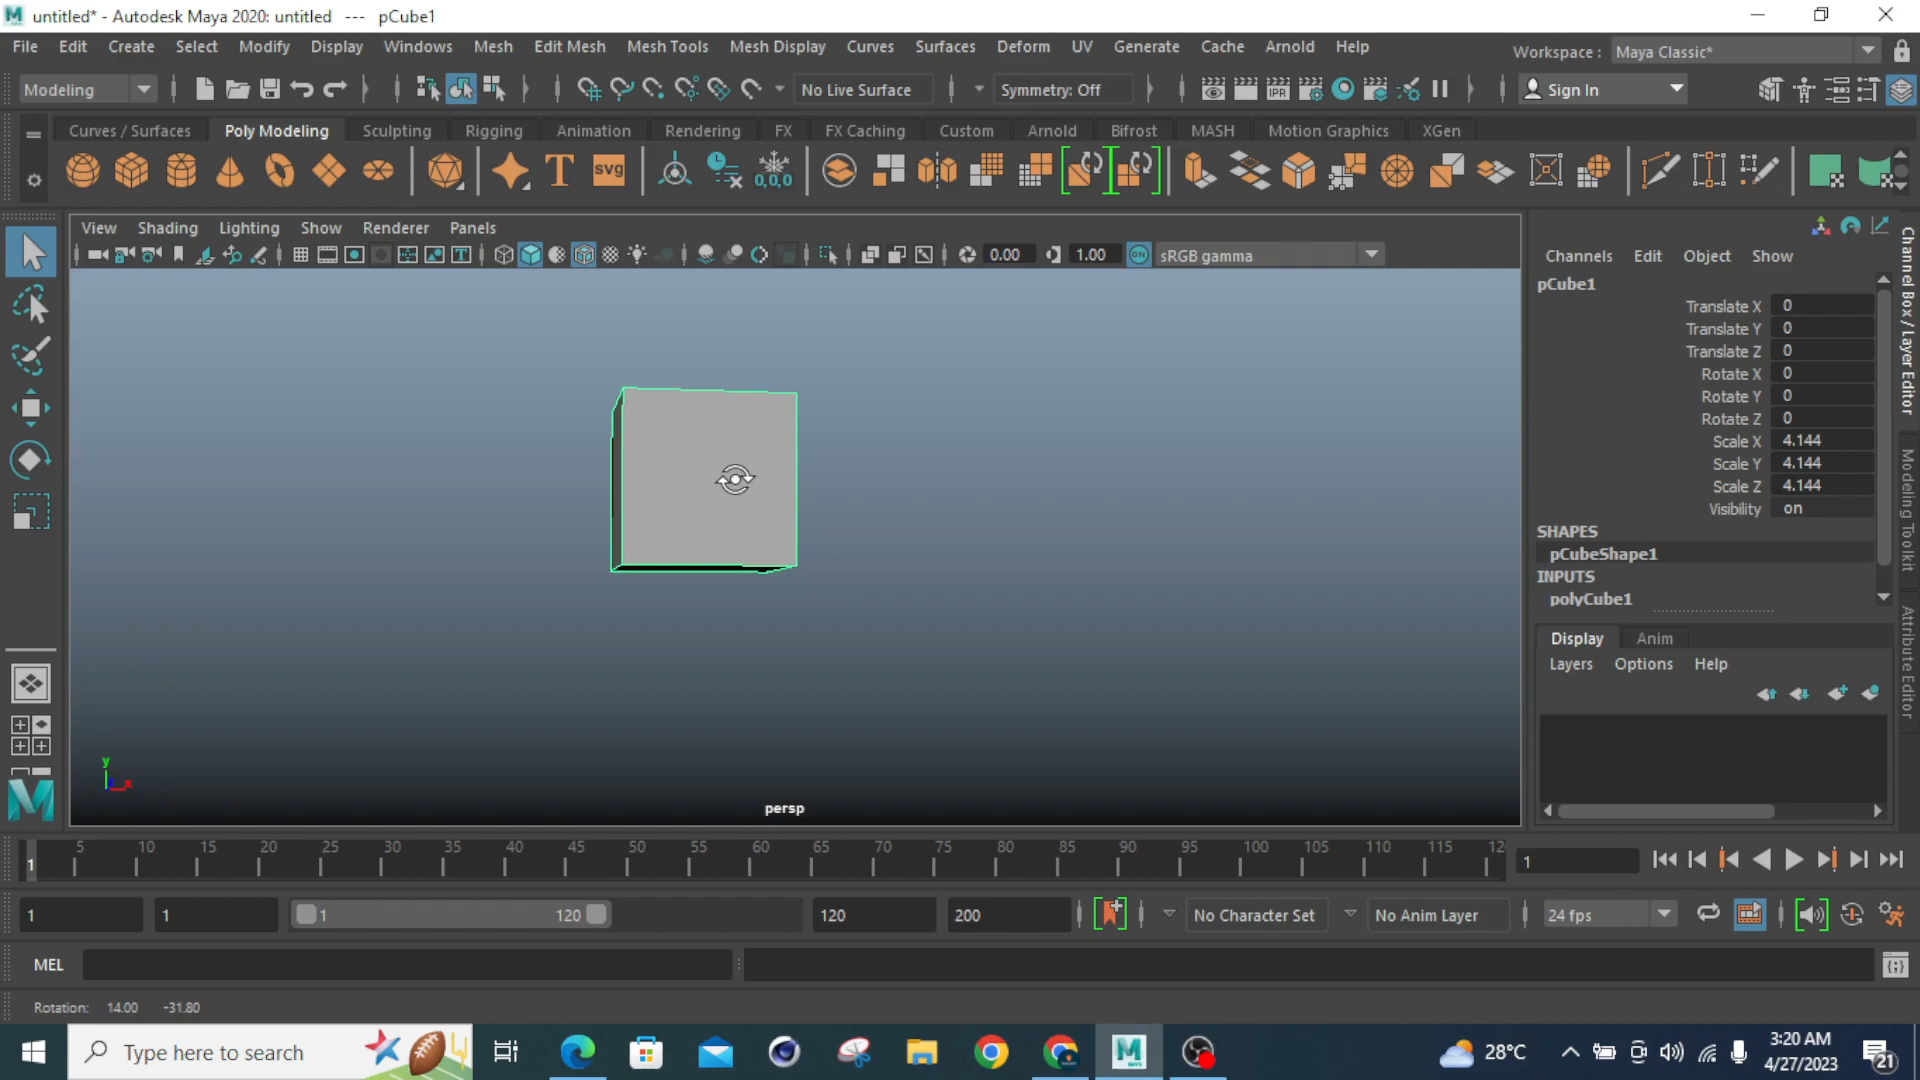 untitled* - Autodesk Maya 2020: untitled --- pCube1
File Edit Create Select Modify Display Windows Mesh Edit Mesh Mesh Tools Mesh Display Curves Surfaces Deform UV Generate Cache Arnold Help
Workspace : Maya Classic*
Modeling No Live Surface Symmetry: Off IPR Sign In
Curves / Surfaces Poly Modeling Sculpting Rigging Animation Rendering FX FX Caching Custom Arnold Bifrost MASH Motion Graphics XGen
T SVG 0,0,0
View Shading Lighting Show Renderer Panels
T 0.00 1.00 ON sRGB gamma
Channels Edit Object Show
pCube1
Translate X 0
Translate Y 0
Translate Z 0
Rotate X 0
Rotate Y 0
Rotate Z 0
Scale X 4.144
Scale Y 4.144
Scale Z 4.144
Visibility on
SHAPES
pCubeShape1
INPUTS
polyCube1
Channel Box / Layer Editor
Modeling Toolkit
Attribute Editor
Display Anim
Layers Options Help
y
x
persp
M
1 5 10 15 20 25 30 35 40 45 50 55 60 65 70 75 80 85 90 95 100 105 110 115 12
1
1 1 1 120 120 200 No Character Set No Anim Layer 24 fps
MEL
Rotation: 14.00 -31.80
Type here to search
28°C
3:20 AM
4/27/2023
21